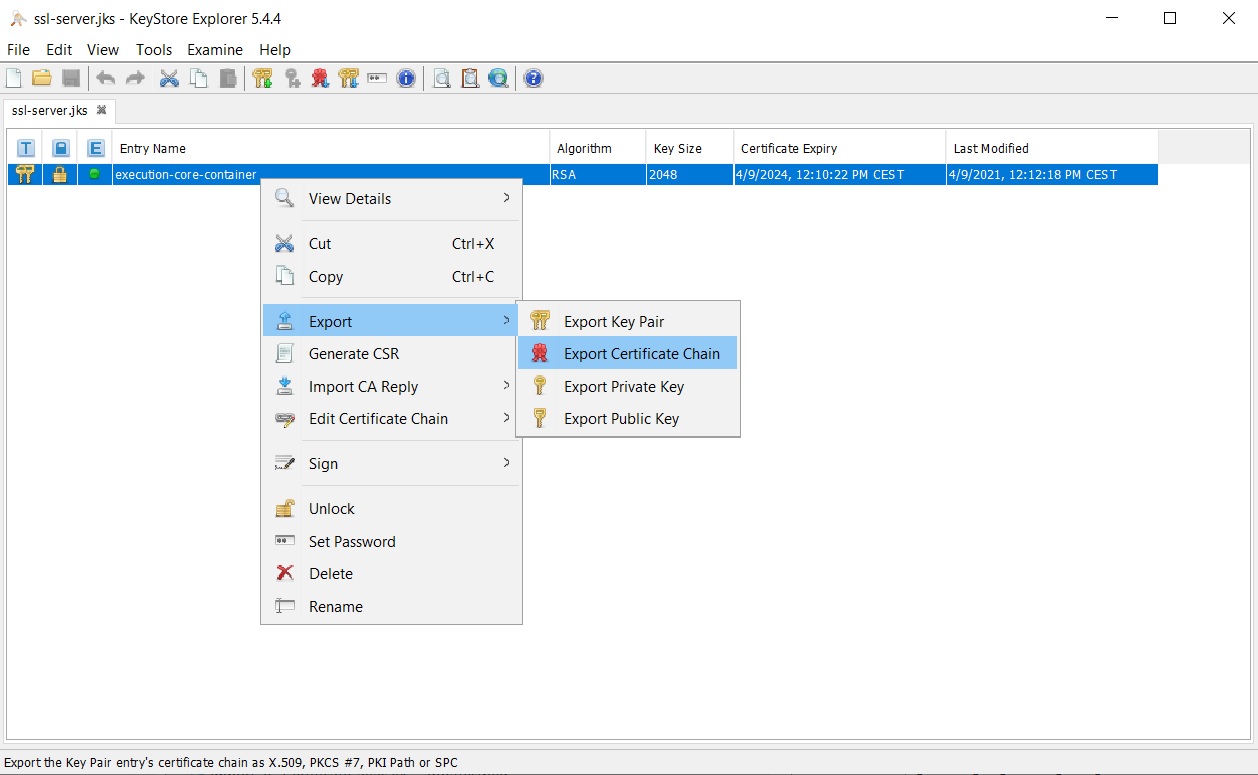 ssl-server.jks - KeyStore Explorer 5.4.4
File Edit View Tools Examine Help
ssl-server.jks
T E Entry Name Algorithm Key Size Certificate Expiry Last Modified
execution-core-container RSA 2048 4/9/2024, 12:10:22 PM CEST 4/9/2021, 12:12:18 PM CEST
View Details
Cut Ctrl+X
Copy Ctrl+C
Export
Generate CSR
Import CA Reply
Edit Certificate Chain
Sign
Unlock
Set Password
Delete
Rename
Export Key Pair
Export Certificate Chain
Export Private Key
Export Public Key
Export the Key Pair entry's certificate chain as X.509, PKCS #7, PKI Path or SPC